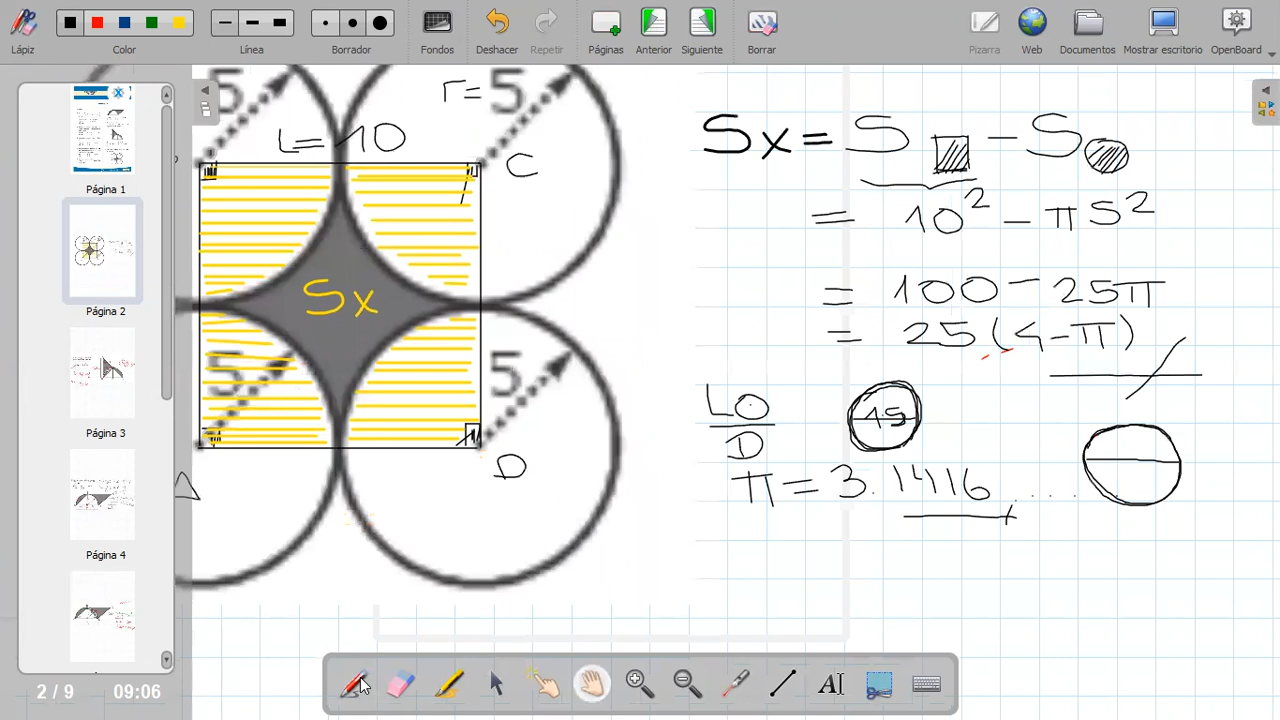 Lápiz
Color
Línea
Borrador
Fondos
Deshacer
Repetir
Páginas
Anterior
Siguiente
Borrar
Pizarra
Web
Documentos
Mostrar escritorio
OpenBoard
Página 1
Página 2
Página 3
Página 4
2 / 9
09:06
5
r= 5
L= 10
C
Sx
5
5
D
Sx = S - S
= 10² - π5²
= 100 - 25π
= 25 (4-π)
LO
D
15
π = 3.1416 .....
AI